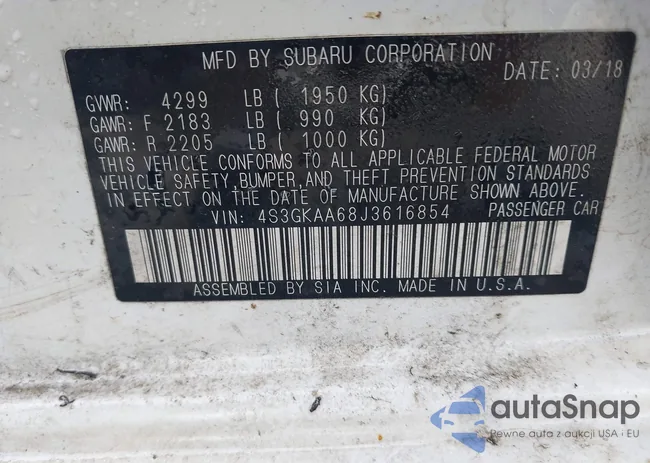 MFD BY SUBARU CORPORATION
DATE: 03/18
GVWR: 4299 LB ( 1950 KG)
GAWR: F 2183 LB ( 990 KG)
GAWR: R 2205 LB ( 1000 KG)
THIS VEHICLE CONFORMS TO ALL APPLICABLE FEDERAL MOTOR
VEHICLE SAFETY,BUMPER,AND THEFT PREVENTION STANDARDS
IN EFFECT ON THE DATE OF MANUFACTURE SHOWN ABOVE.
VIN: 4S3GKAA68J3616854 PASSENGER CAR
ASSEMBLED BY SIA INC. MADE IN U.S.A.
autaSnap
Pewne auta z aukcji USA i EU